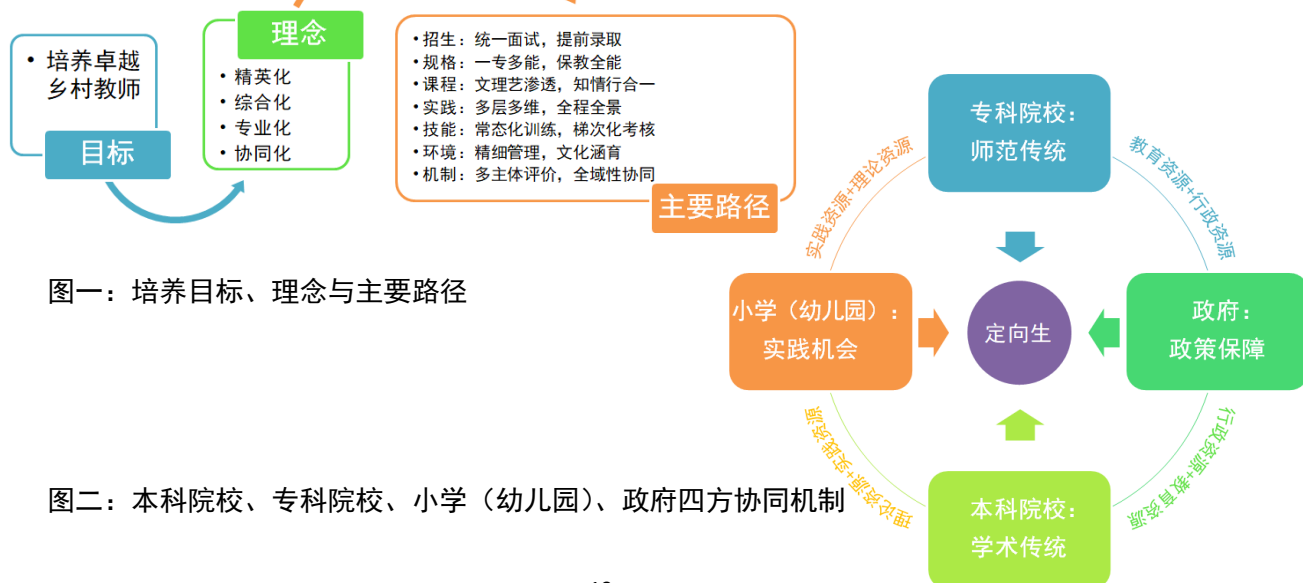 • 培养卓越
乡村教师
目标
理念
• 精英化
• 综合化
• 专业化
• 协同化
•招生：统一面试，提前录取
•规格：一专多能，保教全能
•课程：文理艺渗透，知情行合一
•实践：多层多维，全程全景
•技能：常态化训练，梯次化考核
•环境：精细管理，文化涵育
•机制：多主体评价，全域性协同
主要路径
图一：培养目标、理念与主要路径
专科院校：
师范传统
实践资源+理论资源
教育资源+行政资源
小学（幼儿园）：
实践机会
定向生
政府：
政策保障
理论资源+实践资源
行政资源+教育资源
本科院校：
学术传统
图二：本科院校、专科院校、小学（幼儿园）、政府四方协同机制